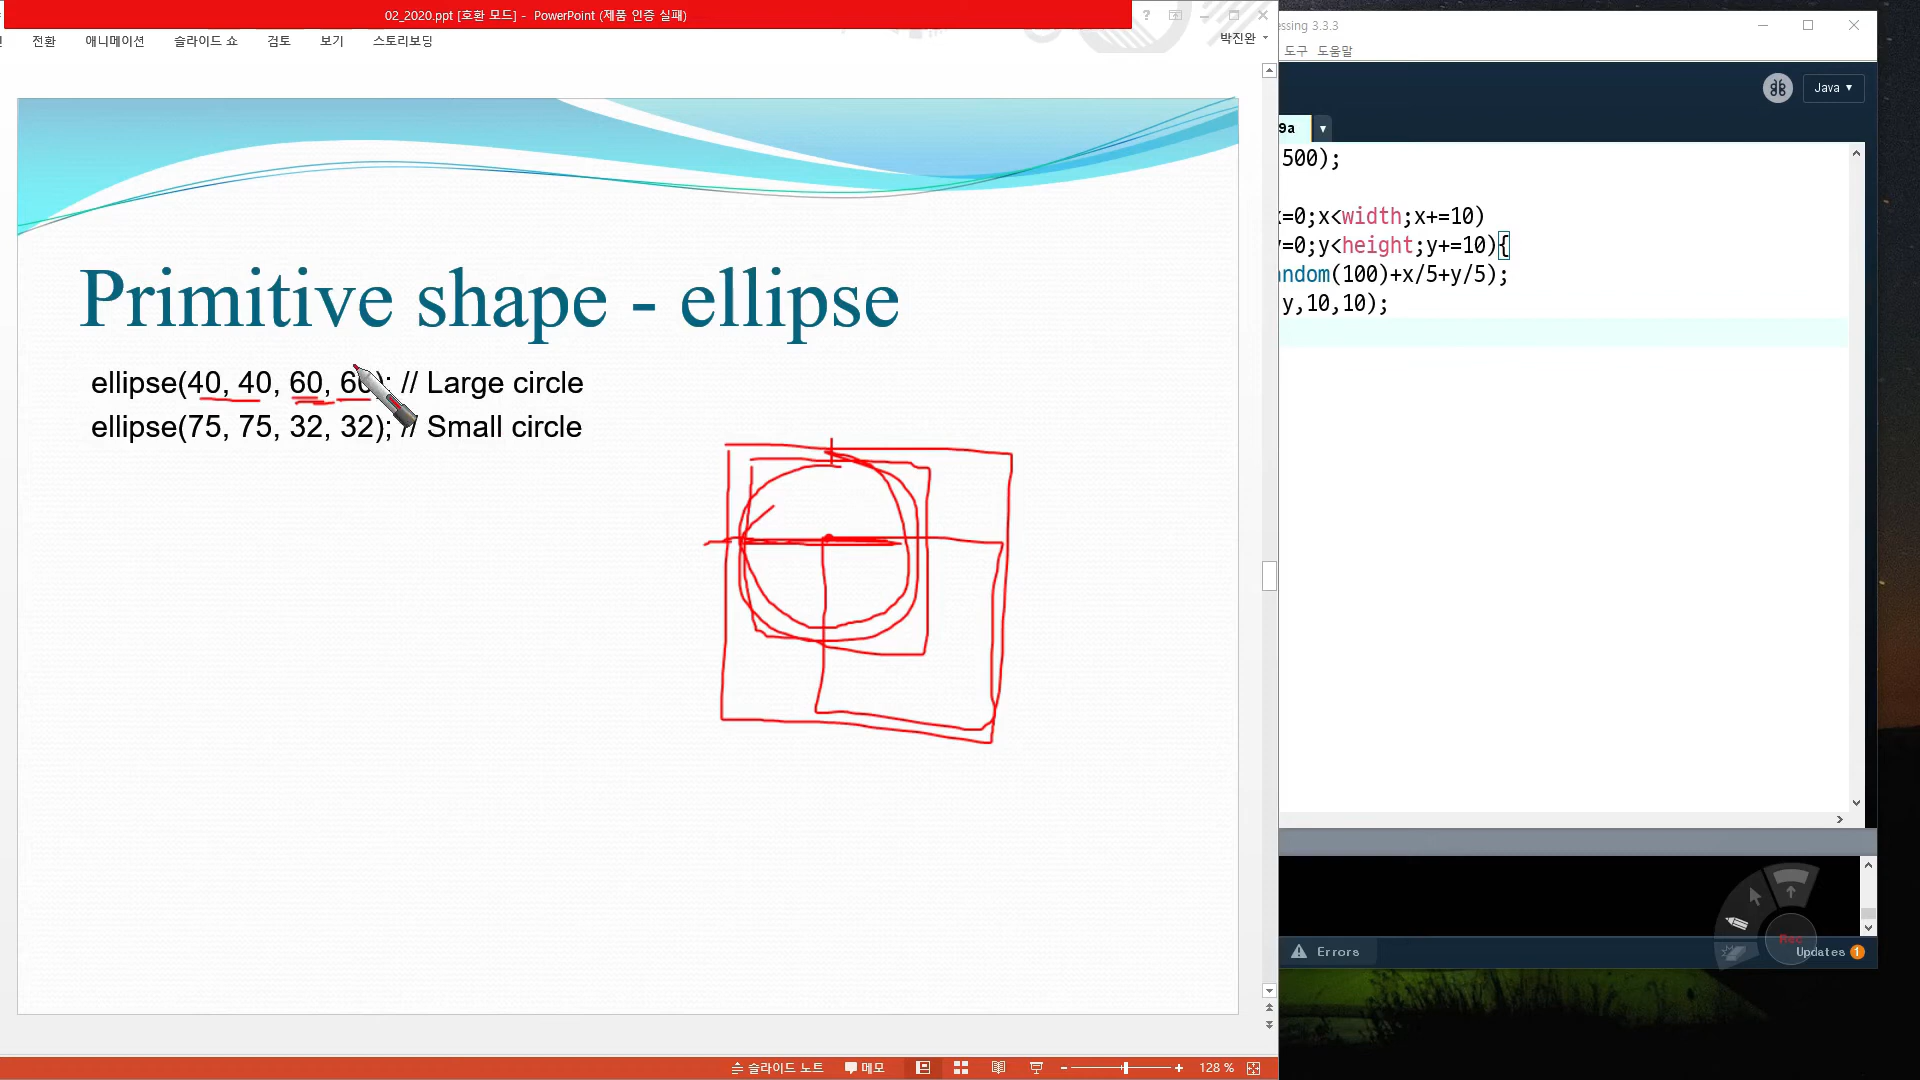 02_2020.ppt [호환 모드] - PowerPoint (제품 인증 실패)
전환 애니메이션 슬라이드 쇼 검토 보기 스토리보딩
박진완
Primitive shape - ellipse
ellipse(40, 40, 60, 60); // Large circle
ellipse(75, 75, 32, 32); // Small circle
슬라이드 노트 메모 128 %
essing 3.3.3
도구 도움말
Java
9a
500);
x=0;x<width;x+=10)
y=0;y<height;y+=10){
andom(100)+x/5+y/5);
y,10,10);
Rec
Errors Updates 1